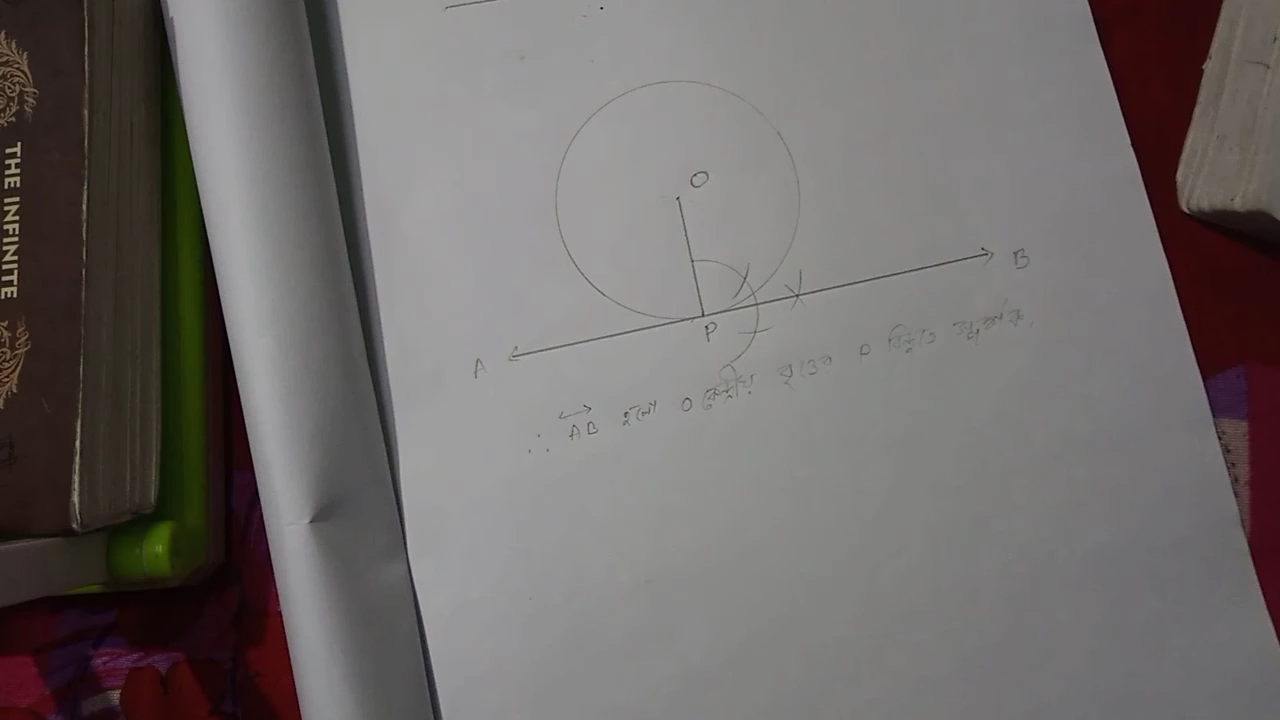 THE INFINITE
O
B
P
A
∴ AB হলো O কেন্দ্রীয় বৃত্তের P বিন্দুতে স্পর্শক।